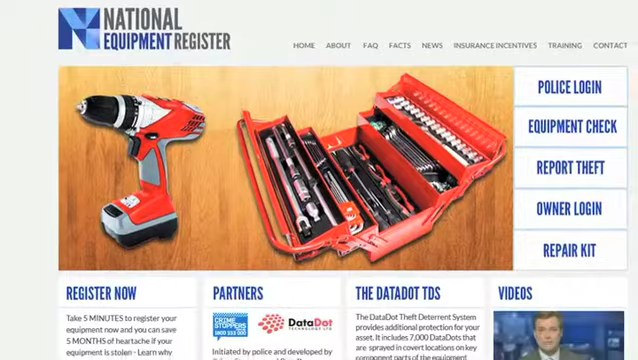 NATIONAL
EQUIPMENT REGISTER
HOME ABOUT FAQ FACTS NEWS INSURANCE INCENTIVES TRAINING CONTACT
POLICE LOGIN
EQUIPMENT CHECK
REPORT THEFT
OWNER LOGIN
REPAIR KIT
REGISTER NOW
Take 5 MINUTES to register your
equipment now and you can save
5 MONTHS of heartache if your
equipment is stolen - Learn why
PARTNERS
CRIME
STOPPERS
1800 333 000
DataDot
TECHNOLOGY LTD
Initiated by police and developed by
THE DATADOT TDS
The DataDot Theft Deterrent System
provides additional protection for your
asset. It includes 7,000 DataDots that
are sprayed in covert locations on
component parts of the equipment
VIDEOS